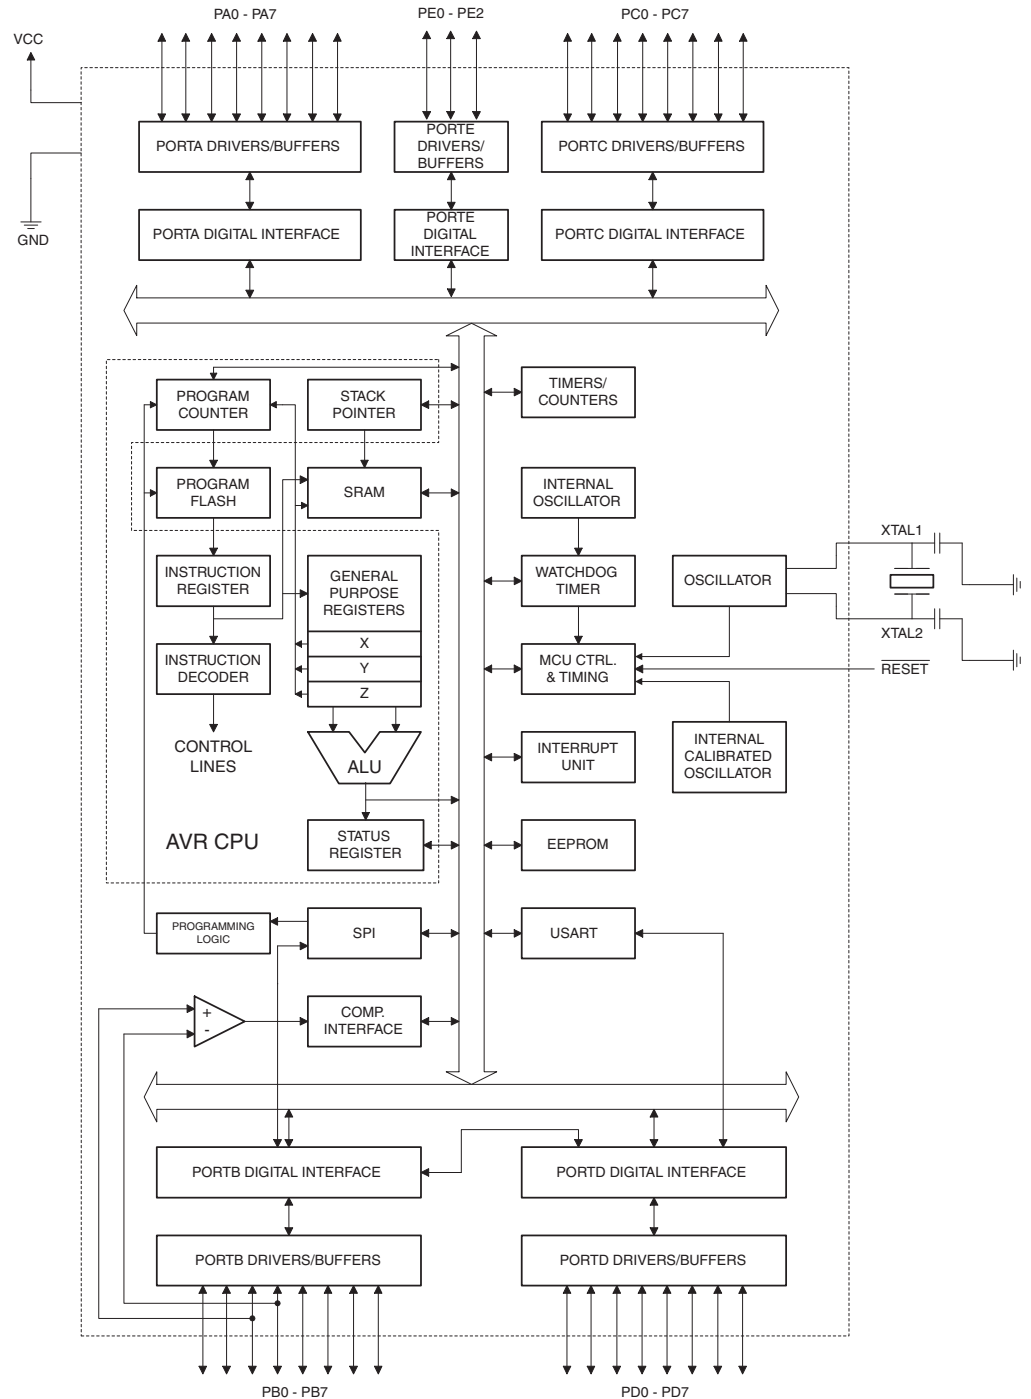 PA0 - PA7
PE0 - PE2
PC0 - PC7
VCC
GND
PORTA DRIVERS/BUFFERS
PORTE
DRIVERS/
BUFFERS
PORTC DRIVERS/BUFFERS
PORTA DIGITAL INTERFACE
PORTE
DIGITAL
INTERFACE
PORTC DIGITAL INTERFACE
PROGRAM
COUNTER
STACK
POINTER
TIMERS/
COUNTERS
PROGRAM
FLASH
SRAM
INTERNAL
OSCILLATOR
XTAL1
INSTRUCTION
REGISTER
GENERAL
PURPOSE
REGISTERS
WATCHDOG
TIMER
OSCILLATOR
XTAL2
X
Y
Z
INSTRUCTION
DECODER
MCU CTRL.
& TIMING
RESET
CONTROL
LINES
ALU
INTERRUPT
UNIT
INTERNAL
CALIBRATED
OSCILLATOR
AVR CPU
STATUS
REGISTER
EEPROM
PROGRAMMING
LOGIC
SPI
USART
+
-
COMP.
INTERFACE
PORTB DIGITAL INTERFACE
PORTD DIGITAL INTERFACE
PORTB DRIVERS/BUFFERS
PORTD DRIVERS/BUFFERS
PB0 - PB7
PD0 - PD7